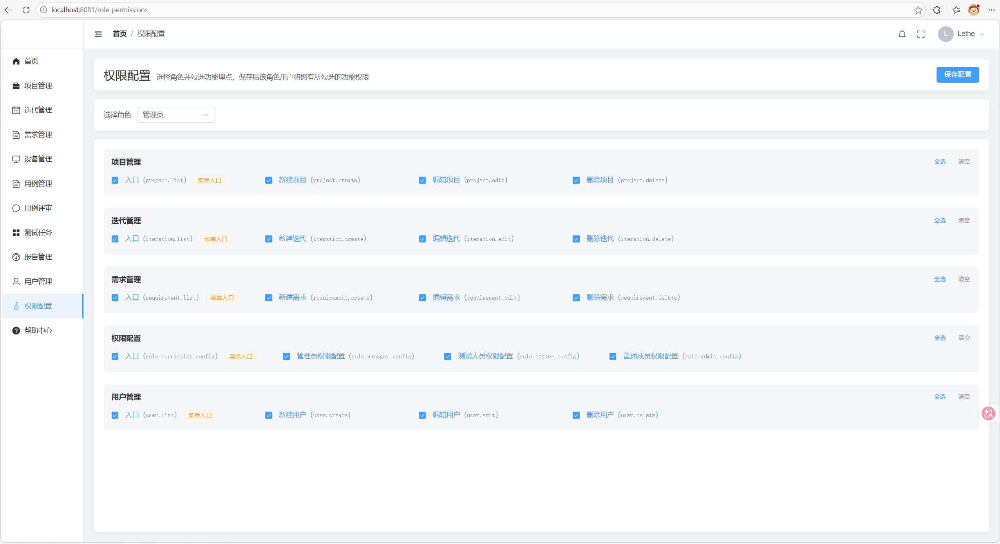 localhost:8081/role-permissions
首页 / 权限配置
L Lethe
首页
项目管理
迭代管理
需求管理
设备管理
用例管理
用例评审
测试任务
报告管理
用户管理
权限配置
帮助中心
权限配置 选择角色并勾选功能埋点，保存后该角色用户将拥有所勾选的功能权限
保存配置
选择角色 管理员
项目管理 全选 清空
入口（project.list） 菜单入口 新建项目（project.create） 编辑项目（project.edit） 删除项目（project.delete）
迭代管理 全选 清空
入口（iteration.list） 菜单入口 新建迭代（iteration.create） 编辑迭代（iteration.edit） 删除迭代（iteration.delete）
需求管理 全选 清空
入口（requirement.list） 菜单入口 新建需求（requirement.create） 编辑需求（requirement.edit） 删除需求（requirement.delete）
权限配置 全选 清空
入口（role.permission_config） 菜单入口 管理员权限配置（role.manager_config） 测试人员权限配置（role.tester_config） 普通成员权限配置（role.admin_config）
用户管理 全选 清空
入口（user.list） 菜单入口 新建用户（user.create） 编辑用户（user.edit） 删除用户（user.delete）